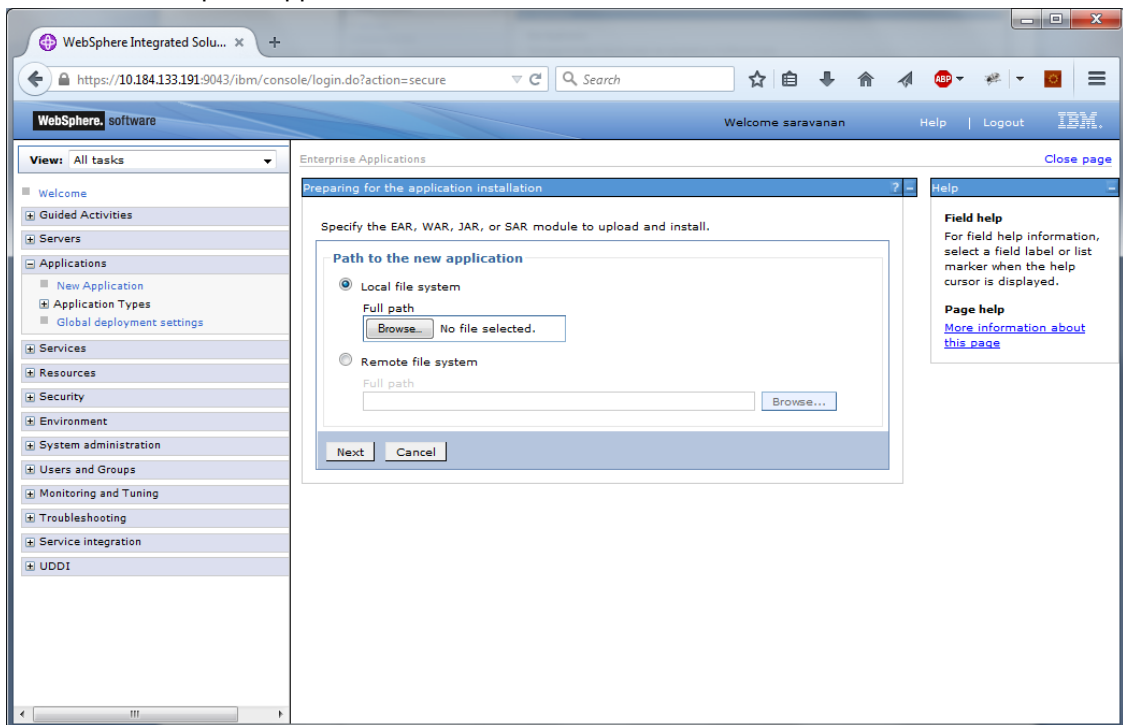 WebSphere Integrated Solu... × +
https://10.184.133.191:9043/ibm/console/login.do?action=secure
Search
ABP
WebSphere. software
Welcome saravanan
Help | Logout
IBM.
View: All tasks
Welcome
Guided Activities
Servers
Applications
New Application
Application Types
Global deployment settings
Services
Resources
Security
Environment
System administration
Users and Groups
Monitoring and Tuning
Troubleshooting
Service integration
UDDI
Enterprise Applications
Close page
Preparing for the application installation
? –
Specify the EAR, WAR, JAR, or SAR module to upload and install.
Path to the new application
Local file system
Full path
Browse... No file selected.
Remote file system
Full path
Browse...
Next Cancel
Help –
Field help
For field help information,
select a field label or list
marker when the help
cursor is displayed.
Page help
More information about
this page